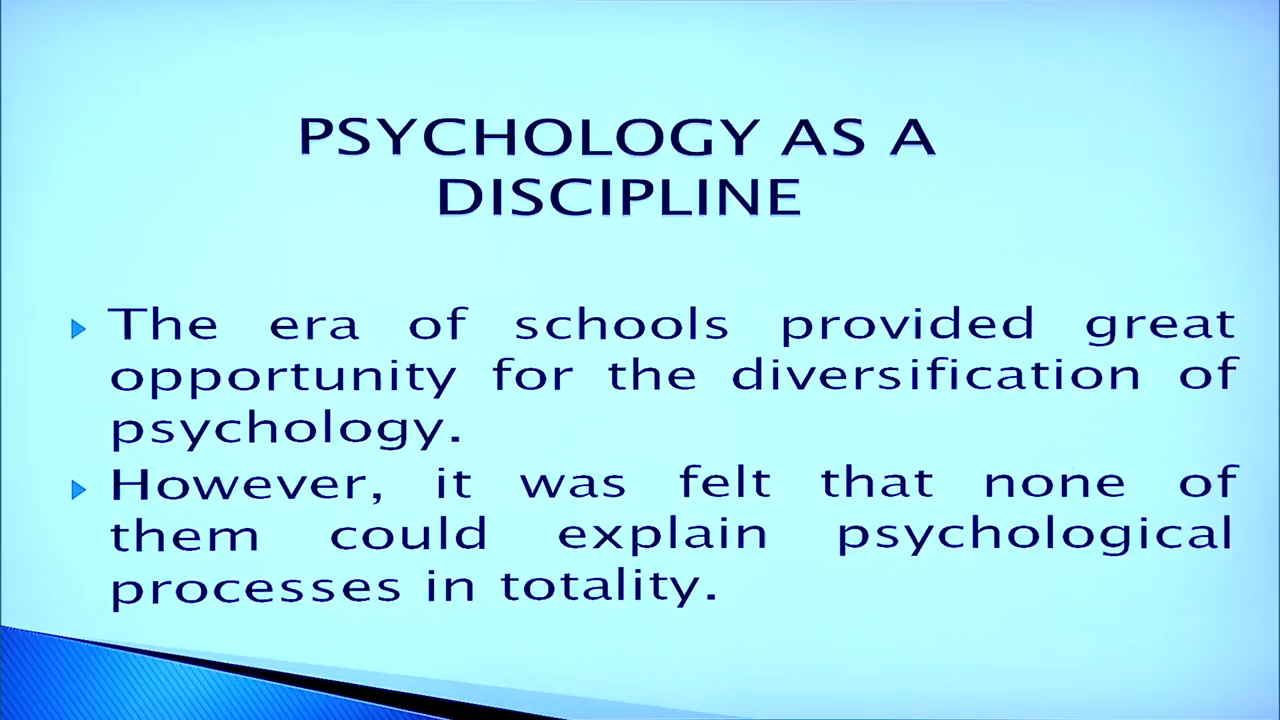 PSYCHOLOGY AS A
DISCIPLINE
The era of schools provided great
opportunity for the diversification of
psychology.
However, it was felt that none of
them could explain psychological
processes in totality.